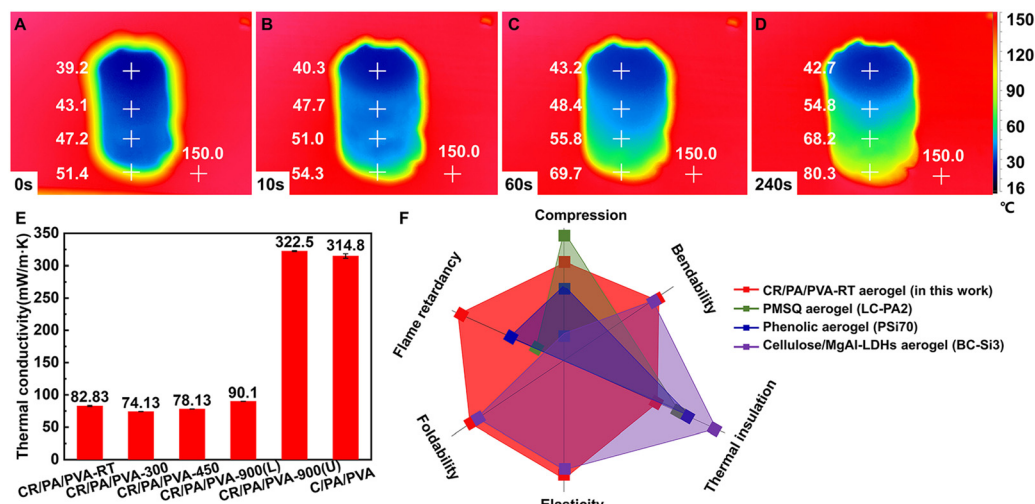 A
39.2
43.1
47.2
51.4
150.0
0s
B
40.3
47.7
51.0
54.3
150.0
10s
C
43.2
48.4
55.8
69.7
150.0
60s
D
42.7
54.8
68.2
80.3
150.0
240s
150
120
90
60
30
16
℃
E
Thermal conductivity(mW/m·K)
350
300
250
200
150
100
50
0
82.83
74.13
78.13
90.1
322.5
314.8
CR/PA/PVA-RT
CR/PA/PVA-300
CR/PA/PVA-450
CR/PA/PVA-900(L)
CR/PA/PVA-900(U)
C/PA/PVA
F
Compression
Bendability
Thermal insulation
Elasticity
Foldability
Flame retardancy
CR/PA/PVA-RT aerogel (in this work)
PMSQ aerogel (LC-PA2)
Phenolic aerogel (PSi70)
Cellulose/MgAl-LDHs aerogel (BC-Si3)